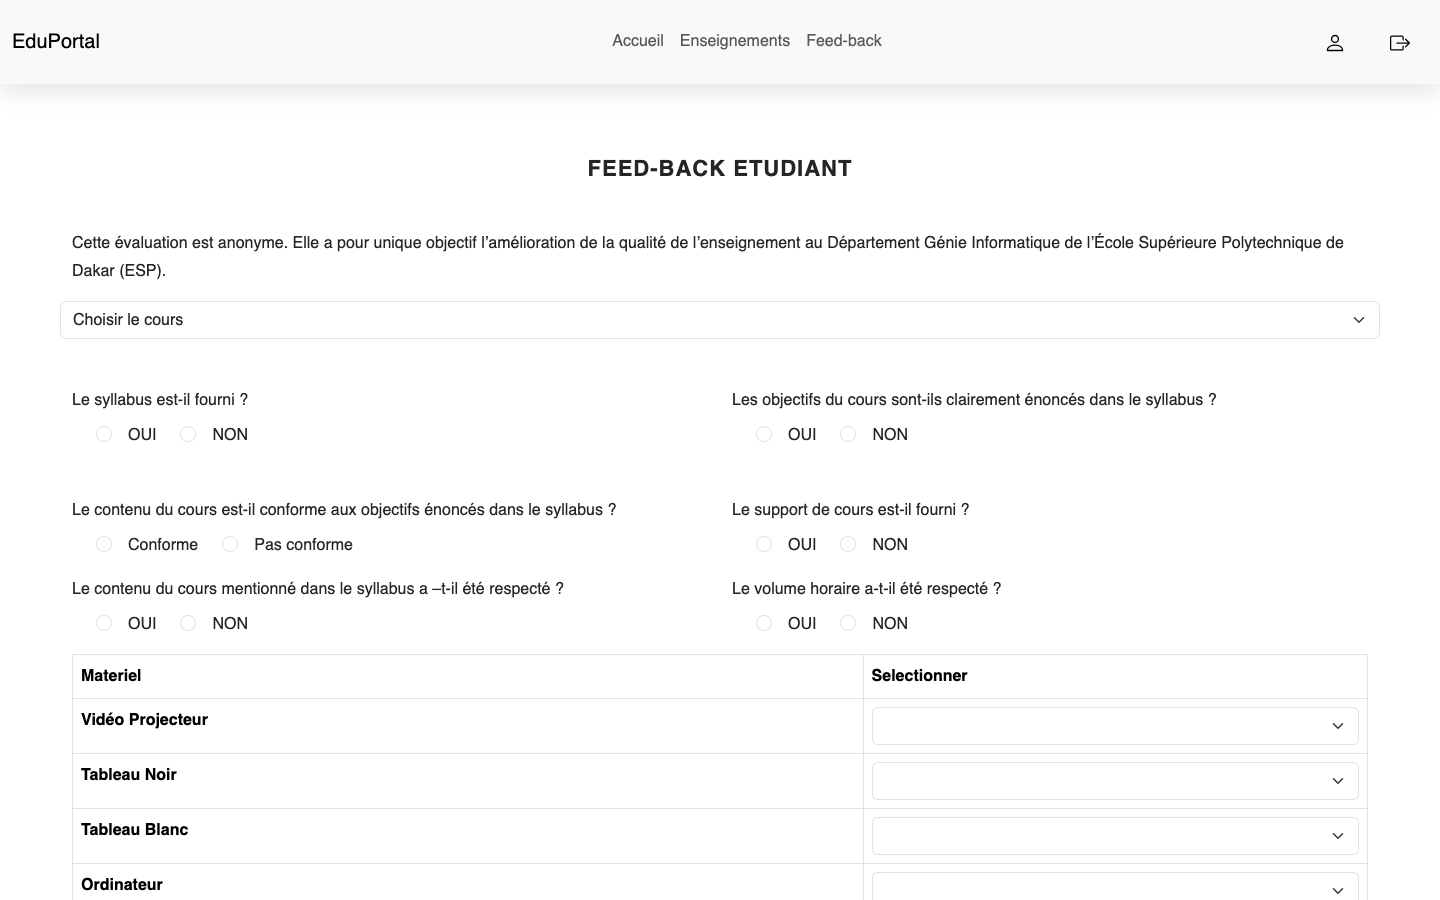 EduPortal
Accueil Enseignements Feed-back
FEED-BACK ETUDIANT
Cette évaluation est anonyme. Elle a pour unique objectif l’amélioration de la qualité de l’enseignement au Département Génie Informatique de l’École Supérieure Polytechnique de
Dakar (ESP).
Choisir le cours
Le syllabus est-il fourni ?
OUI NON
Les objectifs du cours sont-ils clairement énoncés dans le syllabus ?
OUI NON
Le contenu du cours est-il conforme aux objectifs énoncés dans le syllabus ?
Conforme Pas conforme
Le support de cours est-il fourni ?
OUI NON
Le contenu du cours mentionné dans le syllabus a –t-il été respecté ?
OUI NON
Le volume horaire a-t-il été respecté ?
OUI NON
Materiel Selectionner
Vidéo Projecteur
Tableau Noir
Tableau Blanc
Ordinateur